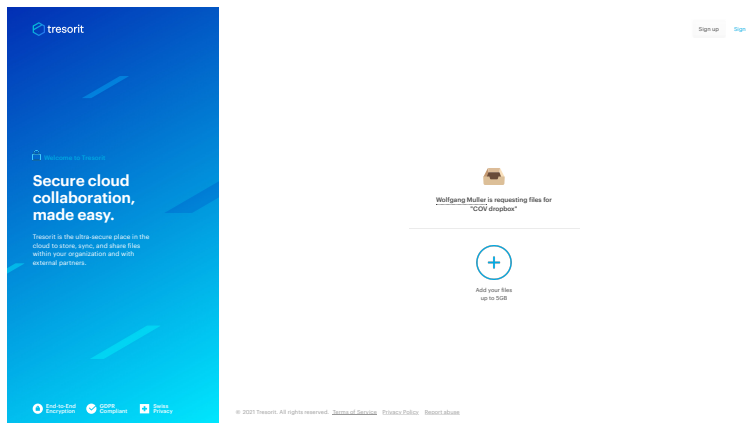 tresorit
Sign up
Sign
Welcome to Tresorit
Secure cloud
collaboration,
made easy.
Tresorit is the ultra-secure place in the
cloud to store, sync, and share files
within your organization and with
external partners.
Wolfgang Muller is requesting files for
"COV dropbox"
Add your files
up to 5GB
End-to-End
Encryption
GDPR
Compliant
Swiss
Privacy
© 2021 Tresorit. All rights reserved. Terms of Service Privacy Policy Report abuse